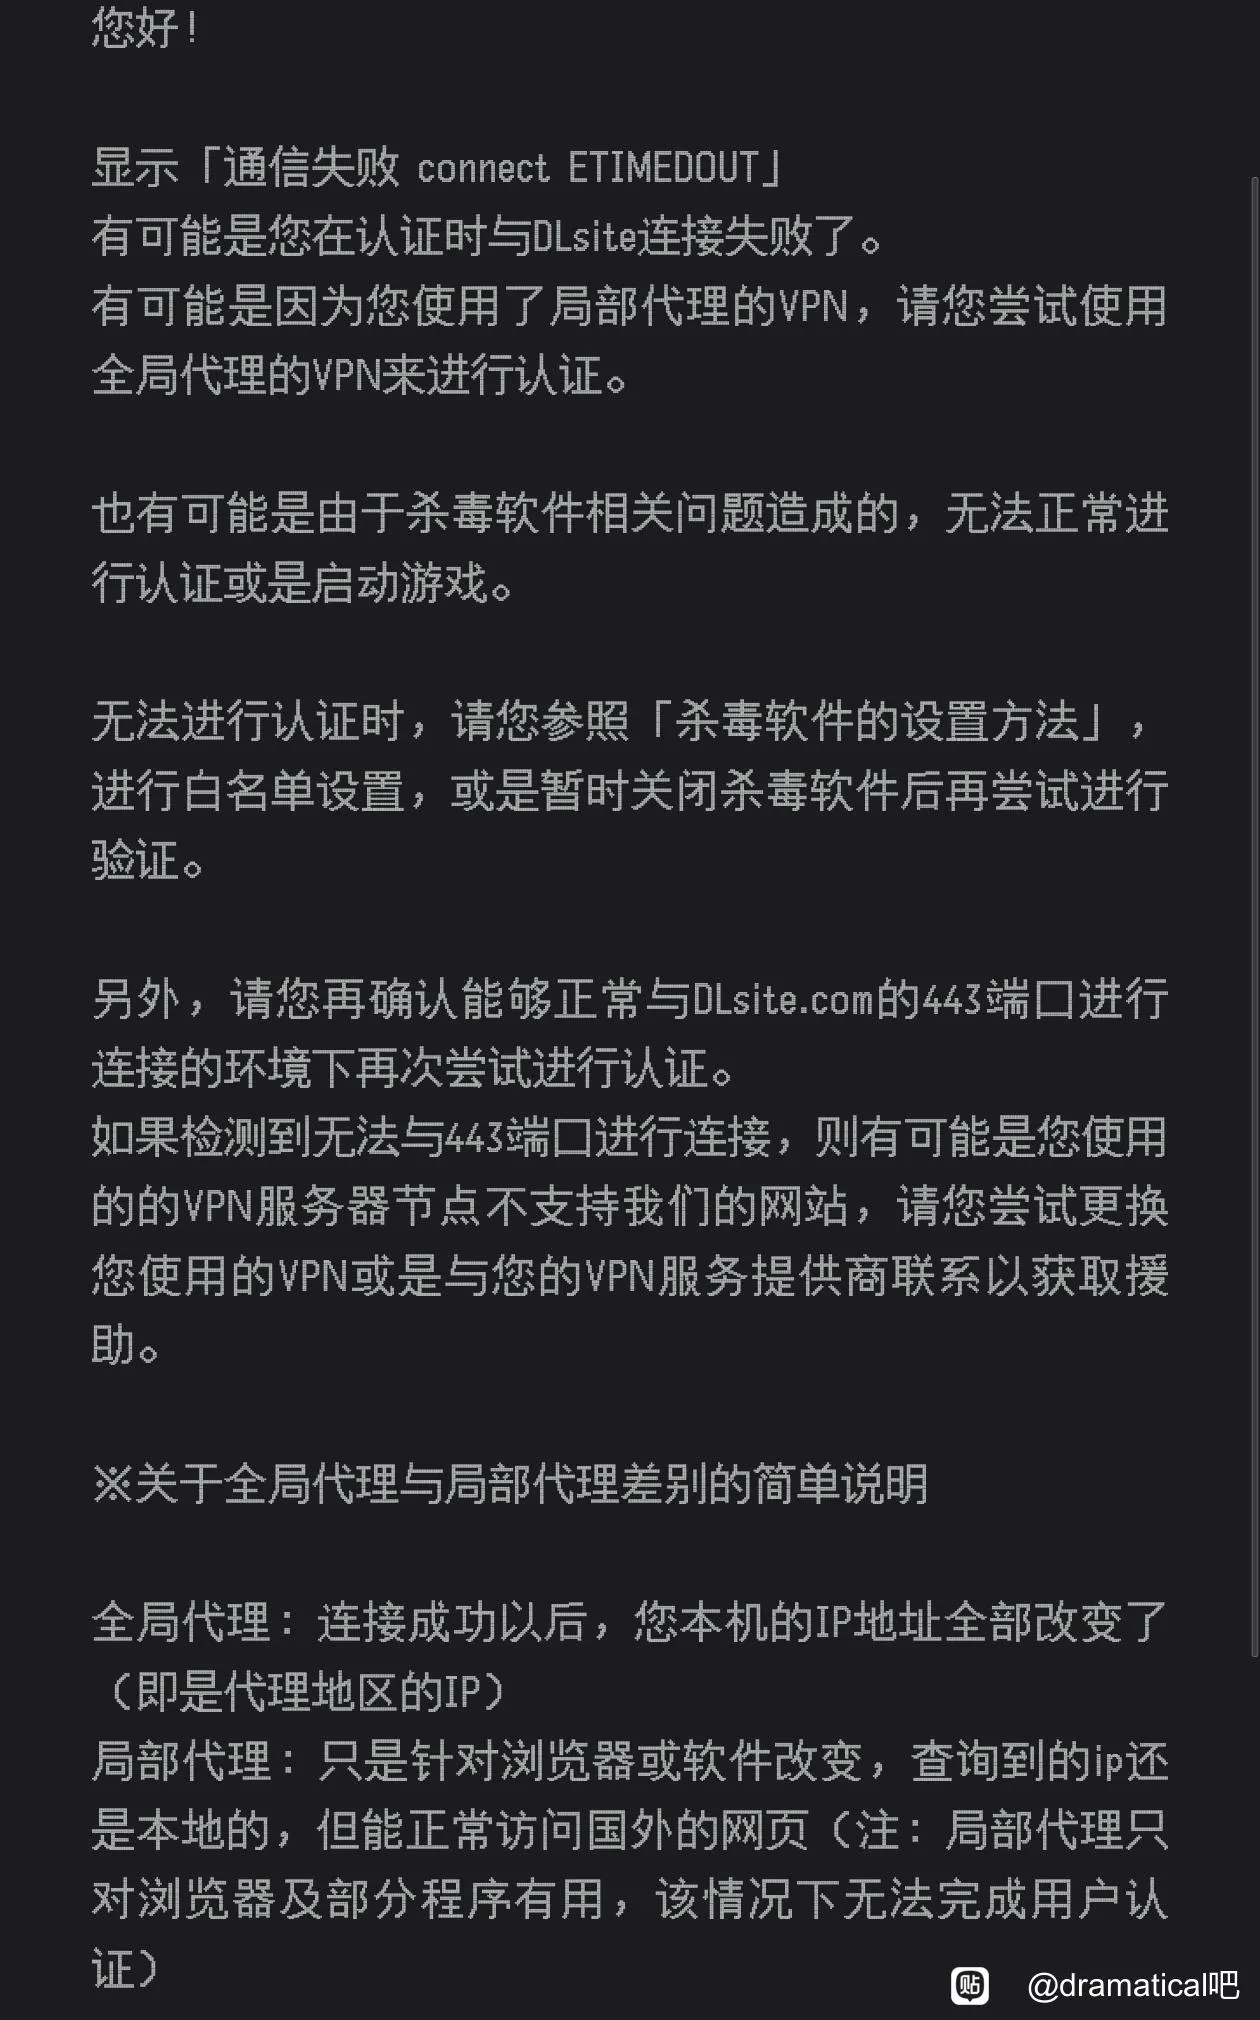 您好！
显示「通信失败 connect ETIMEDOUT」
有可能是您在认证时与DLsite连接失败了。
有可能是因为您使用了局部代理的VPN，请您尝试使用
全局代理的VPN来进行认证。
也有可能是由于杀毒软件相关问题造成的，无法正常进
行认证或是启动游戏。
无法进行认证时，请您参照「杀毒软件的设置方法」，
进行白名单设置，或是暂时关闭杀毒软件后再尝试进行
验证。
另外，请您再确认能够正常与DLsite.com的443端口进行
连接的环境下再次尝试进行认证。
如果检测到无法与443端口进行连接，则有可能是您使用
的的VPN服务器节点不支持我们的网站，请您尝试更换
您使用的VPN或是与您的VPN服务提供商联系以获取援
助。
※关于全局代理与局部代理差别的简单说明
全局代理：连接成功以后，您本机的IP地址全部改变了
（即是代理地区的IP）
局部代理：只是针对浏览器或软件改变，查询到的ip还
是本地的，但能正常访问国外的网页（注：局部代理只
对浏览器及部分程序有用，该情况下无法完成用户认
证）
贴 @dramatical吧